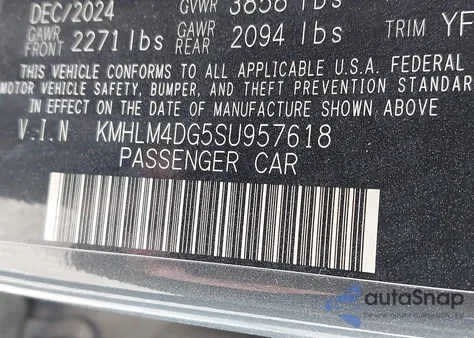 DEC/2024 GVWR 3858 lbs
GAWR FRONT 2271 lbs GAWR REAR 2094 lbs TRIM YF
THIS VEHICLE CONFORMS TO ALL APPLICABLE U.S.A. FEDERAL
MOTOR VEHICLE SAFETY, BUMPER, AND THEFT PREVENTION STANDARD
IN EFFECT ON THE DATE OF MANUFACTURE SHOWN ABOVE
V.I.N KMHLM4DG5SU957618
PASSENGER CAR
autoSnap